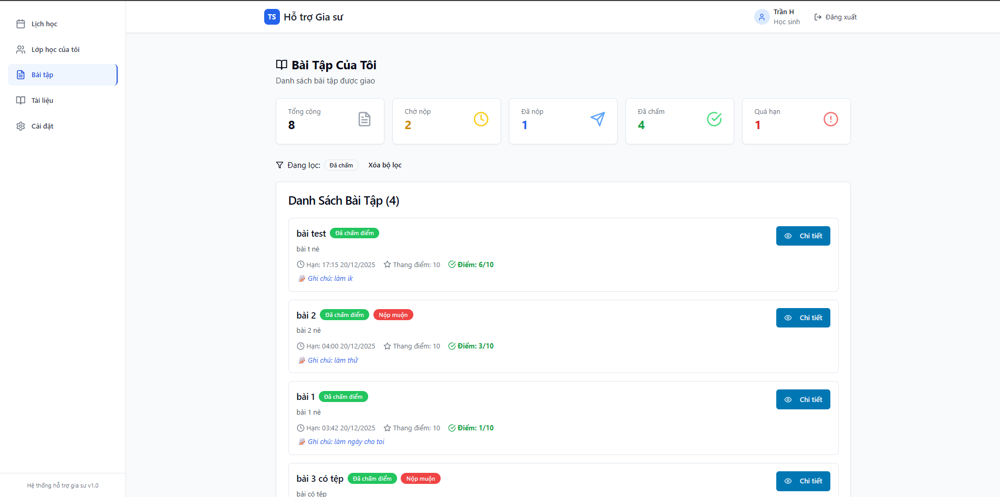 Lịch học
Lớp học của tôi
Bài tập
Tài liệu
Cài đặt
Hệ thống hỗ trợ gia sư v1.0
TS Hỗ trợ Gia sư
Trần H
Học sinh
Đăng xuất
Bài Tập Của Tôi
Danh sách bài tập được giao
Tổng cộng
8
Chờ nộp
2
Đã nộp
1
Đã chấm
4
Quá hạn
1
Đang lọc: Đã chấm Xóa bộ lọc
Danh Sách Bài Tập (4)
bài test Đã chấm điểm
Chi tiết
bài t nè
Hạn: 17:15 20/12/2025 Thang điểm: 10 Điểm: 6/10
Ghi chú: làm ik
bài 2 Đã chấm điểm Nộp muộn
Chi tiết
bài 2 nè
Hạn: 04:00 20/12/2025 Thang điểm: 10 Điểm: 3/10
Ghi chú: làm thử
bài 1 Đã chấm điểm
Chi tiết
bài 1 nè
Hạn: 03:42 20/12/2025 Thang điểm: 10 Điểm: 1/10
Ghi chú: làm ngày cho toi
bài 3 có tệp Đã chấm điểm Nộp muộn
Chi tiết
bài có tệp